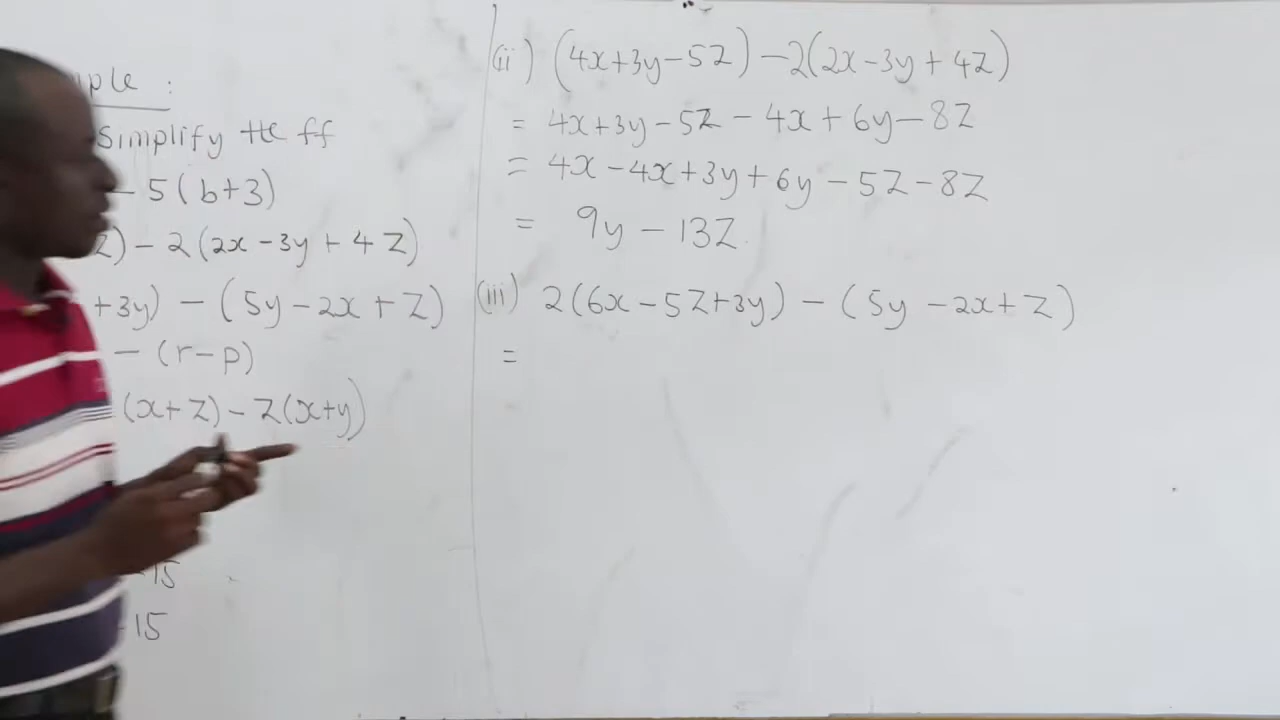 ple :
Simplify the ff
- 5(b+3)
z) - 2(2x - 3y + 4z)
+3y) - (5y - 2x + z)
- (r - p)
(x+z) - z(x+y)
-15
15
(ii) (4x+3y-5z) - 2(2x-3y+4z)
= 4x+3y-5z - 4x + 6y - 8z
= 4x - 4x + 3y + 6y - 5z - 8z
= 9y - 13z.
(iii) 2(6x - 5z + 3y) - (5y - 2x + z)
=